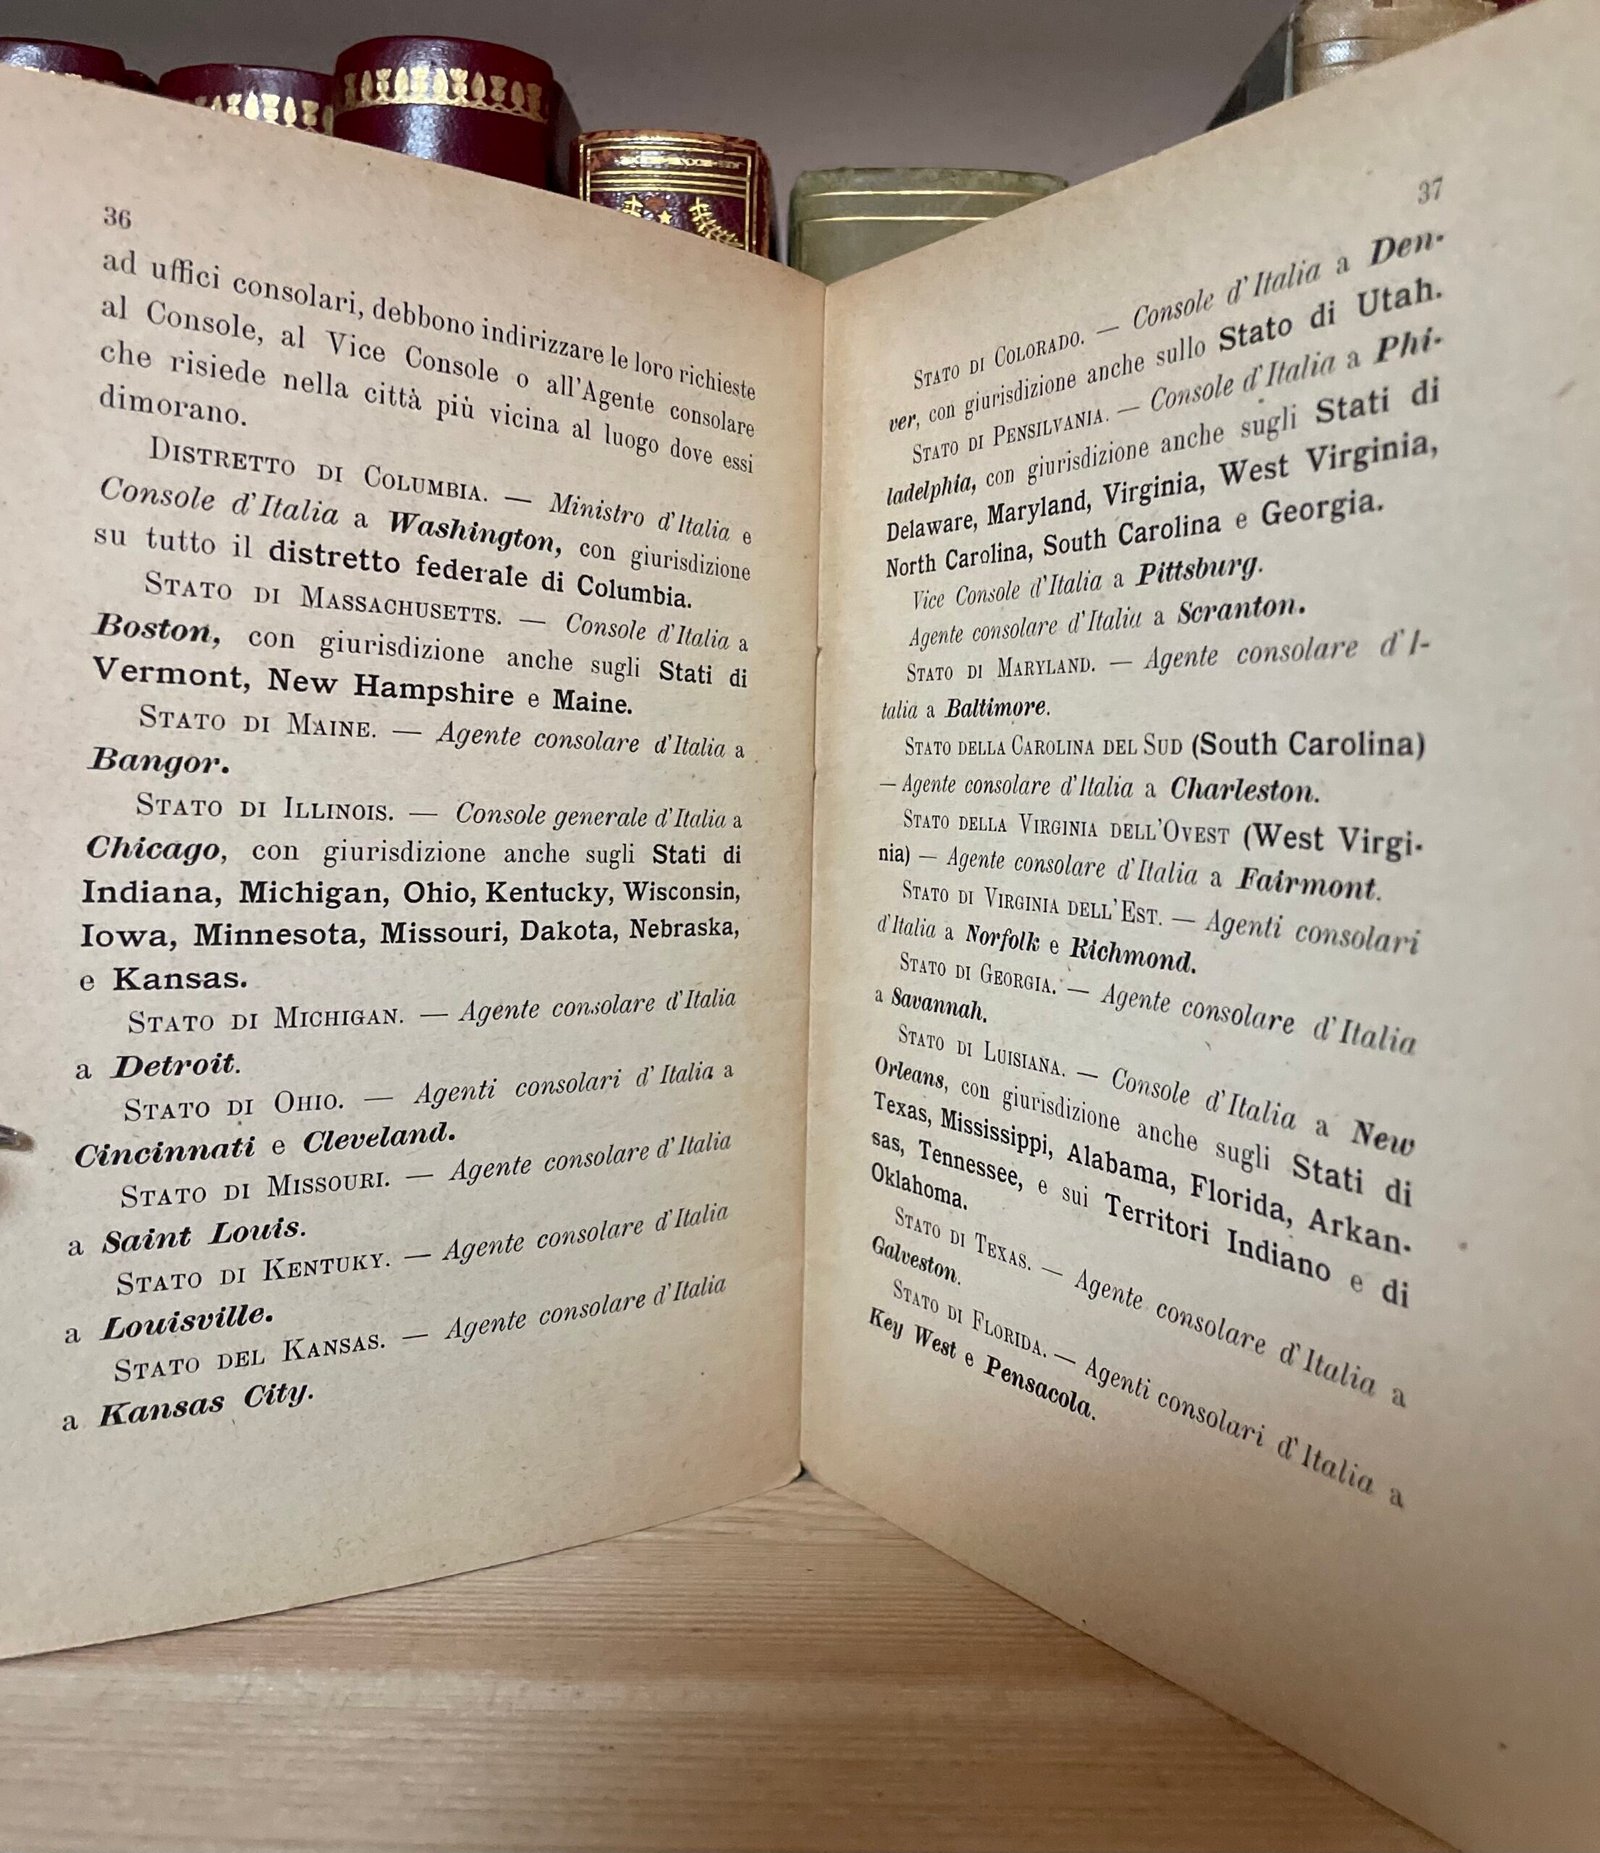 36
ad uffici consolari, debbono indirizzare le loro richieste
al Console, al Vice Console o all'Agente consolare
che risiede nella città più vicina al luogo dove essi
dimorano.
DISTRETTO DI COLUMBIA. — Ministro d'Italia e
Console d'Italia a Washington, con giurisdizione
su tutto il distretto federale di Columbia.
STATO DI MASSACHUSETTS. — Console d'Italia a
Boston, con giurisdizione anche sugli Stati di
Vermont, New Hampshire e Maine.
STATO DI MAINE. — Agente consolare d'Italia a
Bangor.
STATO DI ILLINOIS. — Console generale d'Italia a
Chicago, con giurisdizione anche sugli Stati di
Indiana, Michigan, Ohio, Kentucky, Wisconsin,
Iowa, Minnesota, Missouri, Dakota, Nebraska,
e Kansas.
STATO DI MICHIGAN. — Agente consolare d'Italia
a Detroit.
STATO DI OHIO. — Agenti consolari d'Italia a
Cincinnati e Cleveland.
STATO DI MISSOURI. — Agente consolare d'Italia
a Saint Louis.
STATO DI KENTUKY. — Agente consolare d'Italia
a Louisville.
STATO DEL KANSAS. — Agente consolare d'Italia
a Kansas City.
37
STATO DI COLORADO. — Console d'Italia a Den-
ver, con giurisdizione anche sullo Stato di Utah.
STATO DI PENSILVANIA. — Console d'Italia a Phi-
ladelphia, con giurisdizione anche sugli Stati di
Delaware, Maryland, Virginia, West Virginia,
North Carolina, South Carolina e Georgia.
Vice Console d'Italia a Pittsburg.
Agente consolare d'Italia a Scranton.
STATO DI MARYLAND. — Agente consolare d'I-
talia a Baltimore.
STATO DELLA CAROLINA DEL SUD (South Carolina)
— Agente consolare d'Italia a Charleston.
STATO DELLA VIRGINIA DELL'OVEST (West Virgi-
nia) — Agente consolare d'Italia a Fairmont.
STATO DI VIRGINIA DELL'EST. — Agenti consolari
d'Italia a Norfolk e Richmond.
STATO DI GEORGIA. — Agente consolare d'Italia
a Savannah.
STATO DI LUISIANA. — Console d'Italia a New
Orleans, con giurisdizione anche sugli Stati di
Texas, Mississippi, Alabama, Florida, Arkan-
sas, Tennessee, e sui Territori Indiano e di
Oklahoma.
STATO DI TEXAS. — Agente consolare d'Italia a
Galveston.
STATO DI FLORIDA. — Agenti consolari d'Italia a
Key West e Pensacola.